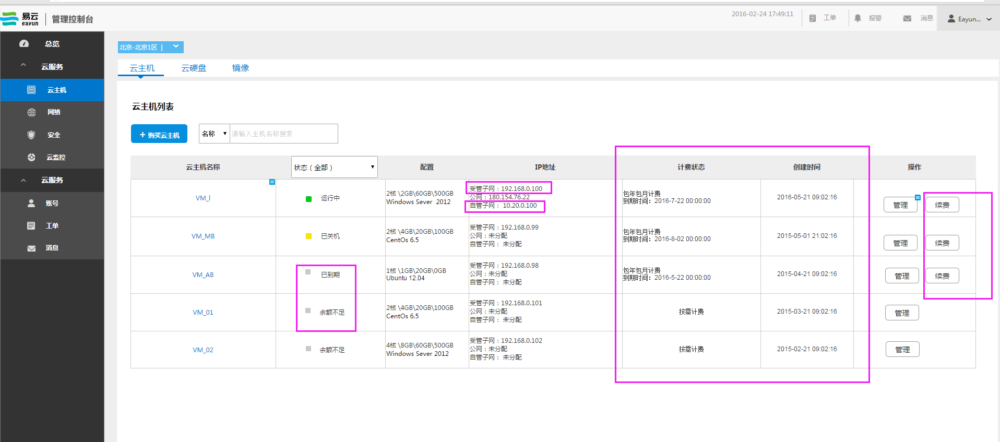 易云
eayun
管理控制台
2016-02-24 17:49:11
工单
报警
消息
Eayun...
总览
云服务
云主机
网络
安全
云监控
云服务
账号
工单
消息
北京-北京1区 |
云主机 云硬盘 镜像
云主机列表
+ 购买云主机
名称
请输入主机名称搜索
云主机名称 状态（全部） 配置 IP地址 计费状态 创建时间 操作
VM_I
运行中
2核 \2GB\60GB\500GB
Windows Sever 2012
受管子网：192.168.0.100
公网：180.154.76.22
自管子网： 10.20.0.100
包年包月计费
到期时间：2016-7-22 00:00:00
2016-05-21 09:02:16
管理 续费
VM_MB
已关机
2核 \4GB\20GB\100GB
CentOs 6.5
受管子网：192.168.0.99
公网：未分配
自管子网： 未分配
包年包月计费
到期时间：2016-8-02 00:00:00
2015-05-01 21:02:16
管理 续费
VM_AB
已到期
1核 \1GB\20GB\0GB
Ubuntu 12.04
受管子网：192.168.0.98
公网：未分配
自管子网： 未分配
包年包月计费
到期时间：2016-5-22 00:00:00
2015-04-21 09:02:16
管理 续费
VM_01
余额不足
2核 \4GB\20GB\100GB
CentOs 6.5
受管子网：192.168.0.101
公网：未分配
自管子网： 未分配
按需计费
2015-03-21 09:02:16
管理
VM_02
余额不足
4核 \8GB\60GB\500GB
Windows Sever 2012
受管子网：192.168.0.102
公网：未分配
自管子网： 未分配
按需计费
2015-02-21 09:02:16
管理